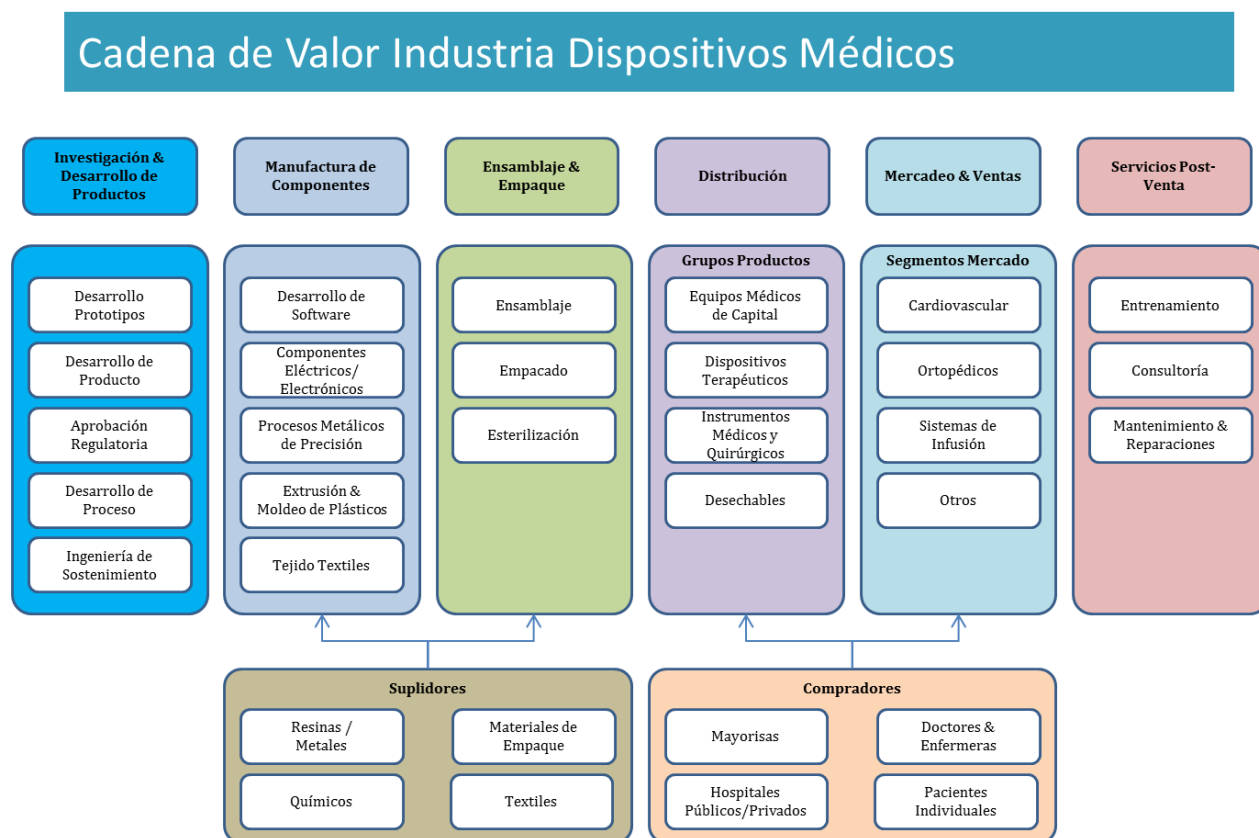 Cadena de Valor Industria Dispositivos Médicos
Investigación &
Desarrollo de
Productos
Manufactura de
Componentes
Ensamblaje &
Empaque
Distribución
Mercadeo & Ventas
Servicios Post-
Venta
Desarrollo
Prototipos
Desarrollo de
Producto
Aprobación
Regulatoria
Desarrollo de
Proceso
Ingeniería de
Sostenimiento
Desarrollo de
Software
Componentes
Eléctricos/
Electrónicos
Procesos Metálicos
de Precisión
Extrusión &
Moldeo de Plásticos
Tejido Textiles
Ensamblaje
Empacado
Esterilización
Grupos Productos
Equipos Médicos
de Capital
Dispositivos
Terapéuticos
Instrumentos
Médicos y
Quirúrgicos
Desechables
Segmentos Mercado
Cardiovascular
Ortopédicos
Sistemas de
Infusión
Otros
Entrenamiento
Consultoría
Mantenimiento &
Reparaciones
Suplidores
Resinas /
Metales
Materiales de
Empaque
Químicos
Textiles
Compradores
Mayorisas
Doctores &
Enfermeras
Hospitales
Públicos/Privados
Pacientes
Individuales